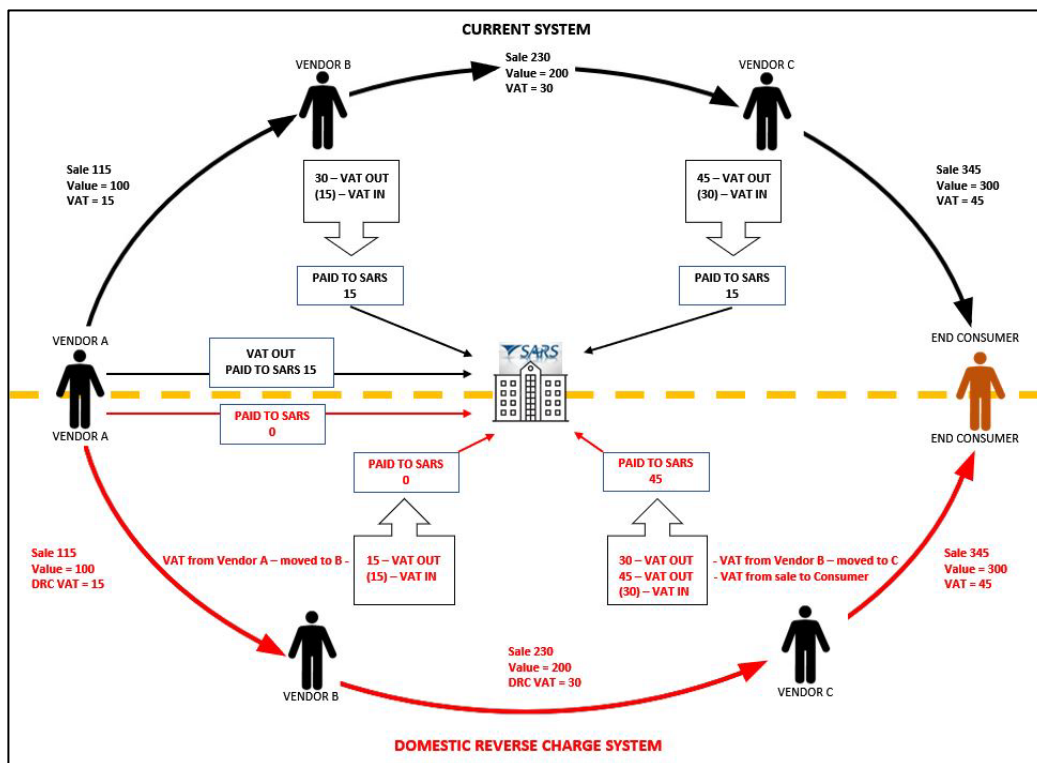 CURRENT SYSTEM
VENDOR B
Sale 230
Value = 200
VAT = 30
VENDOR C
Sale 115
Value = 100
VAT = 15
30 – VAT OUT
(15) – VAT IN
45 – VAT OUT
(30) – VAT IN
Sale 345
Value = 300
VAT = 45
PAID TO SARS
15
PAID TO SARS
15
VENDOR A
VAT OUT
PAID TO SARS 15
SARS
END CONSUMER
PAID TO SARS
0
VENDOR A
END CONSUMER
PAID TO SARS
0
PAID TO SARS
45
Sale 115
Value = 100
DRC VAT = 15
VAT from Vendor A – moved to B -
15 – VAT OUT
(15) – VAT IN
30 – VAT OUT
45 – VAT OUT
(30) – VAT IN
- VAT from Vendor B – moved to C
- VAT from sale to Consumer
Sale 345
Value = 300
VAT = 45
VENDOR B
Sale 230
Value = 200
DRC VAT = 30
VENDOR C
DOMESTIC REVERSE CHARGE SYSTEM